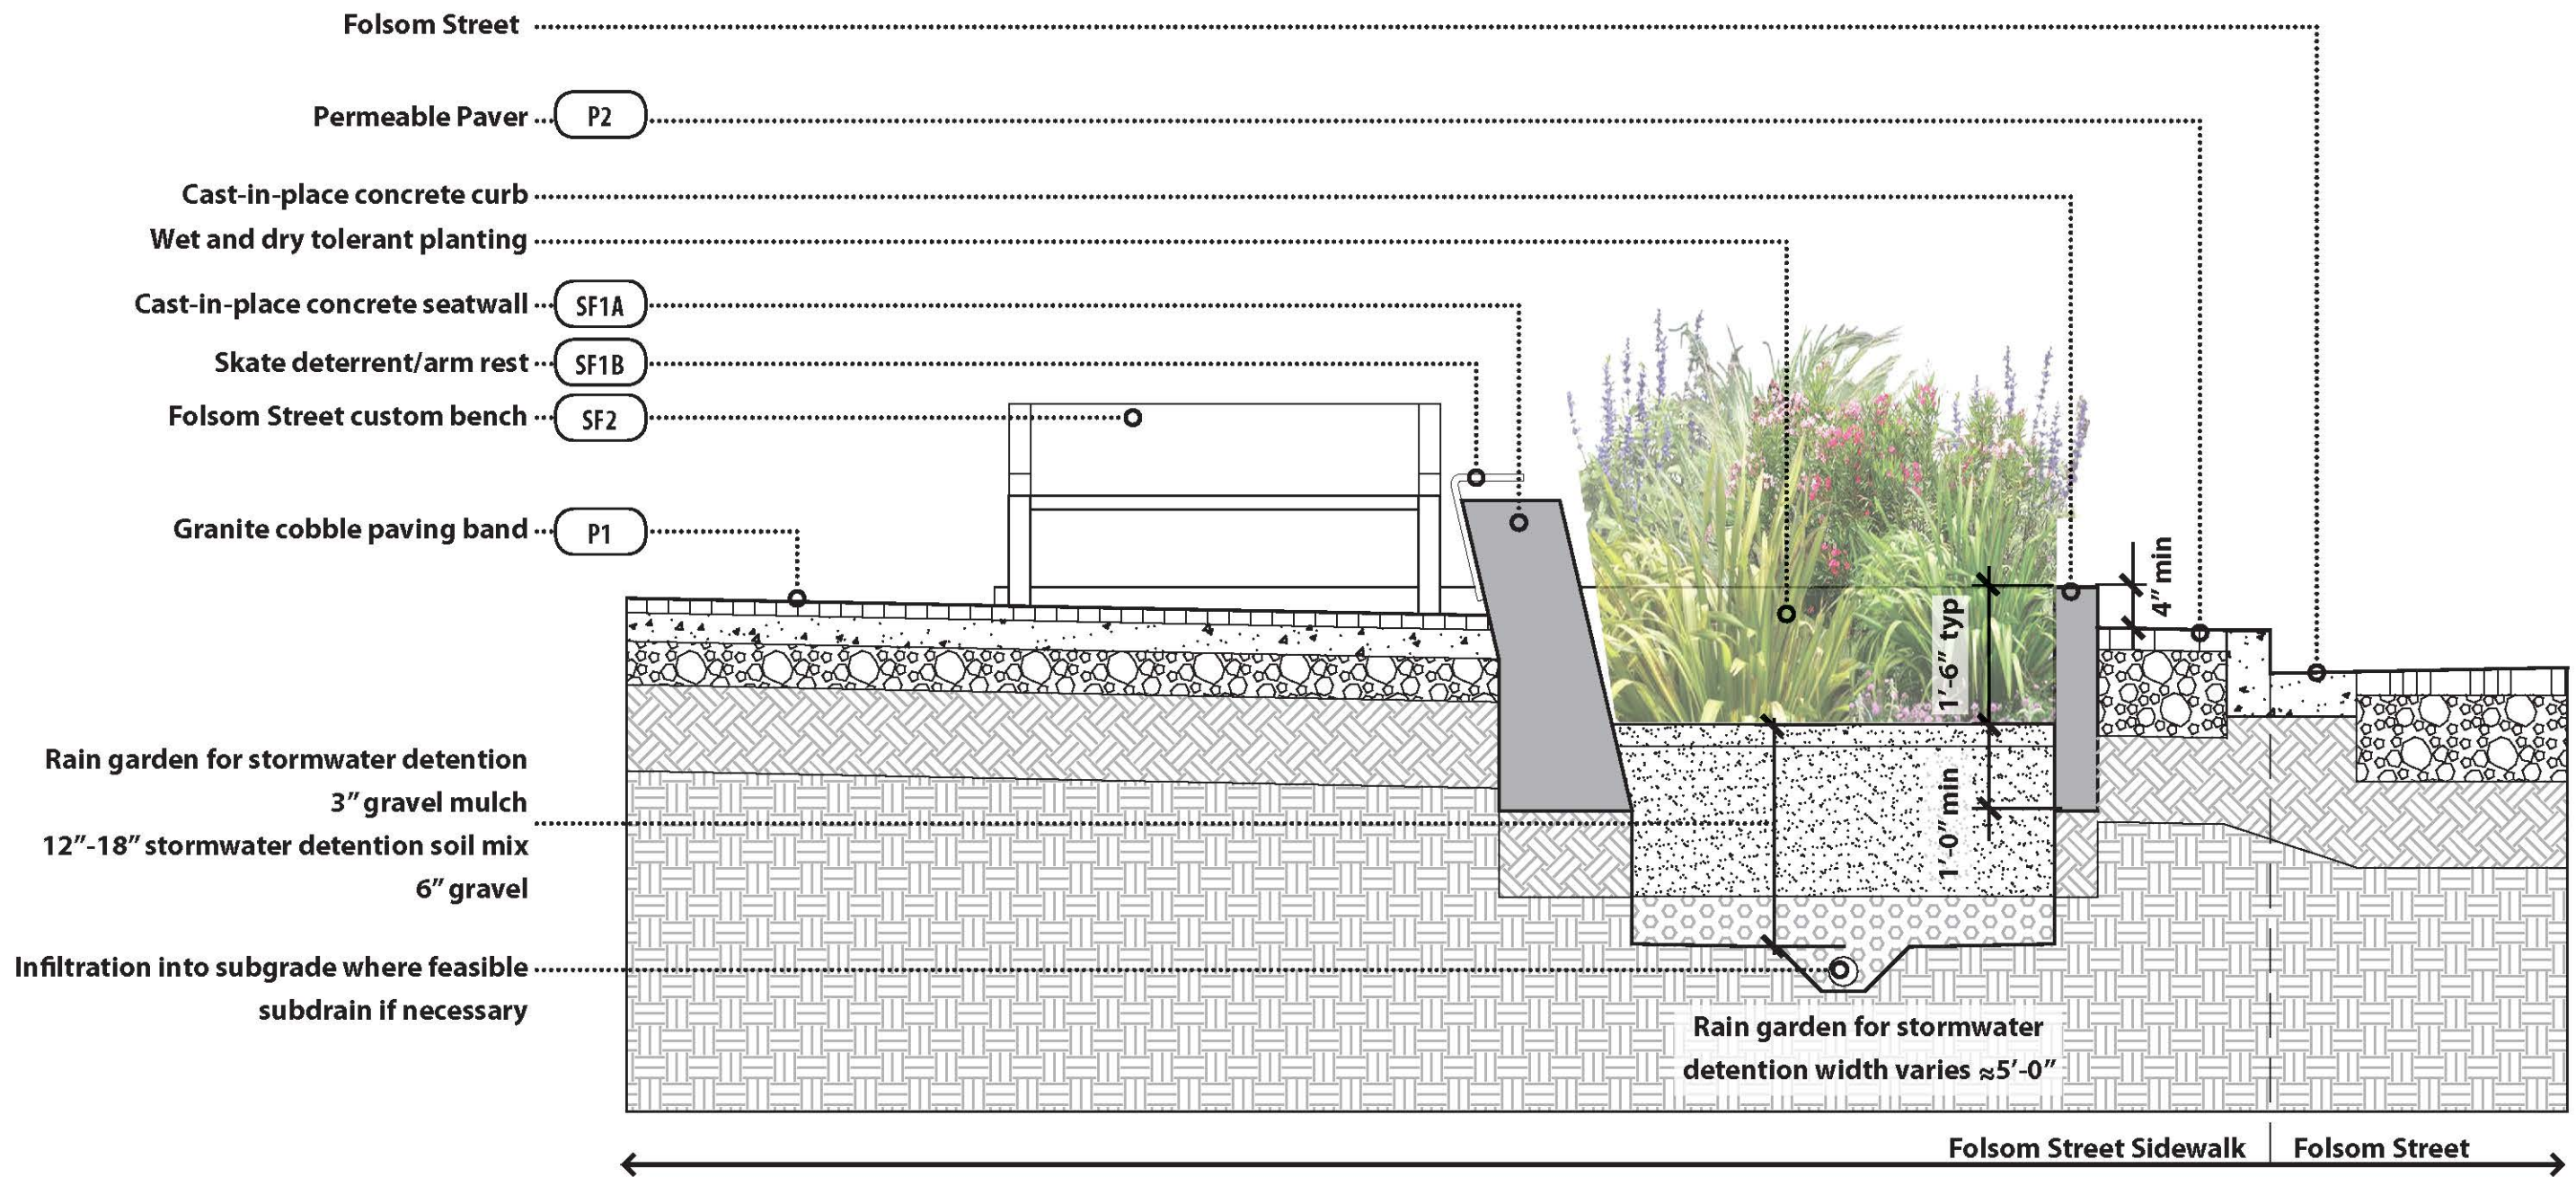 Folsom Street
Permeable Paver P2
Cast-in-place concrete curb
Wet and dry tolerant planting
Cast-in-place concrete seatwall SF1A
Skate deterrent/arm rest SF1B
Folsom Street custom bench SF2
Granite cobble paving band P1
4” min
1’-6” typ
1’-0” min
Rain garden for stormwater detention
3” gravel mulch
12”-18” stormwater detention soil mix
6” gravel
Infiltration into subgrade where feasible
subdrain if necessary
Rain garden for stormwater
detention width varies ≈5’-0”
Folsom Street Sidewalk
Folsom Street